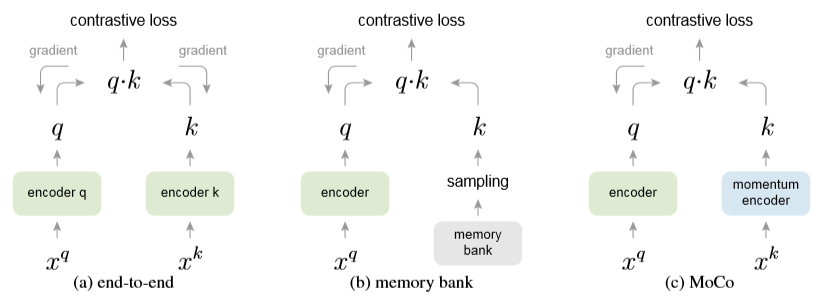 contrastive loss
gradient gradient
q·k
q k
encoder q encoder k
x^q x^k
(a) end-to-end
contrastive loss
gradient
q·k
q k
encoder sampling
memory
bank
x^q
(b) memory bank
contrastive loss
gradient
q·k
q k
encoder momentum
encoder
x^q x^k
(c) MoCo